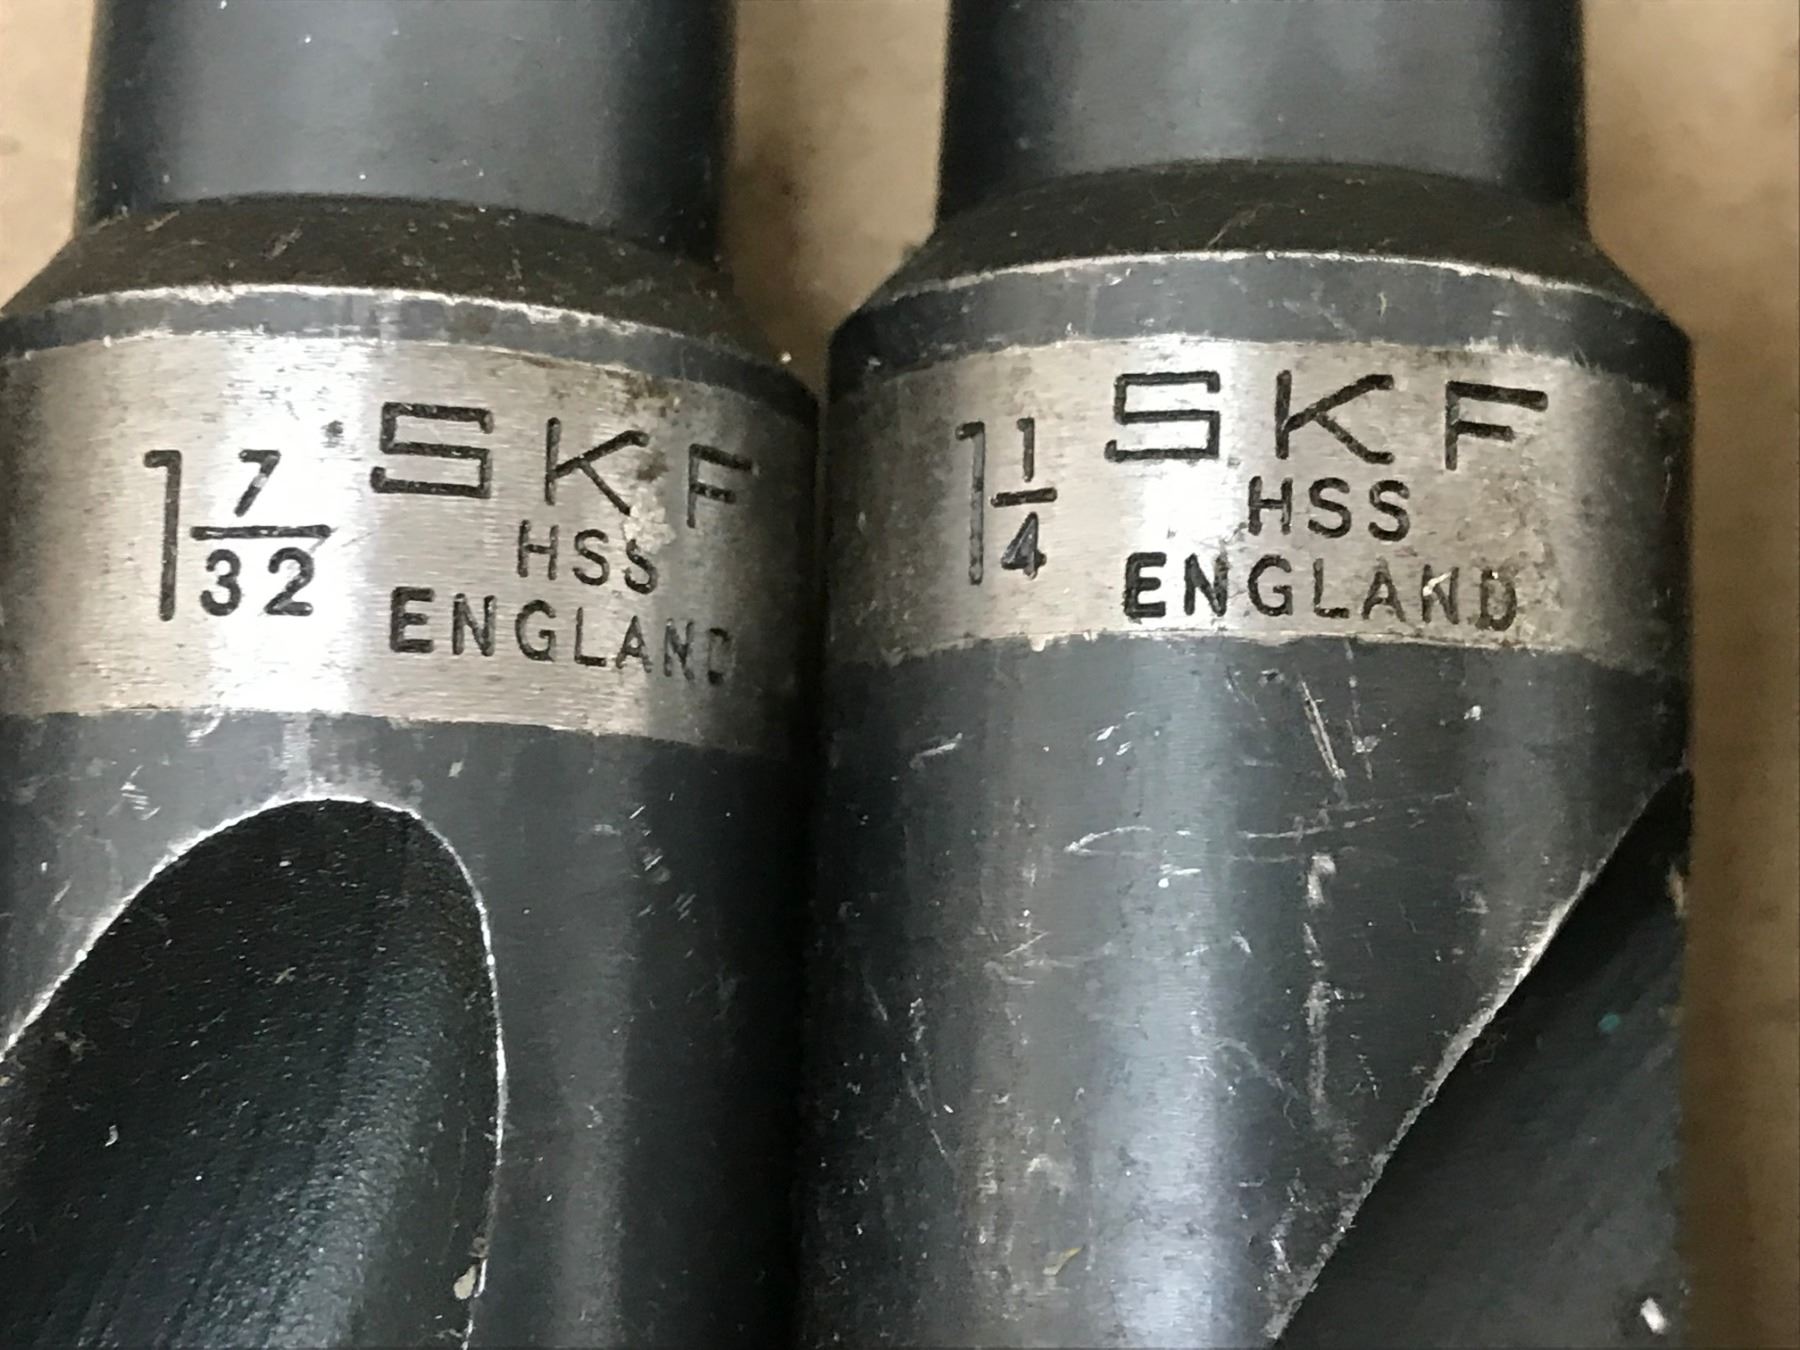 1 7/32 SKF
HSS
ENGLAND
1 1/4 SKF
HSS
ENGLAND